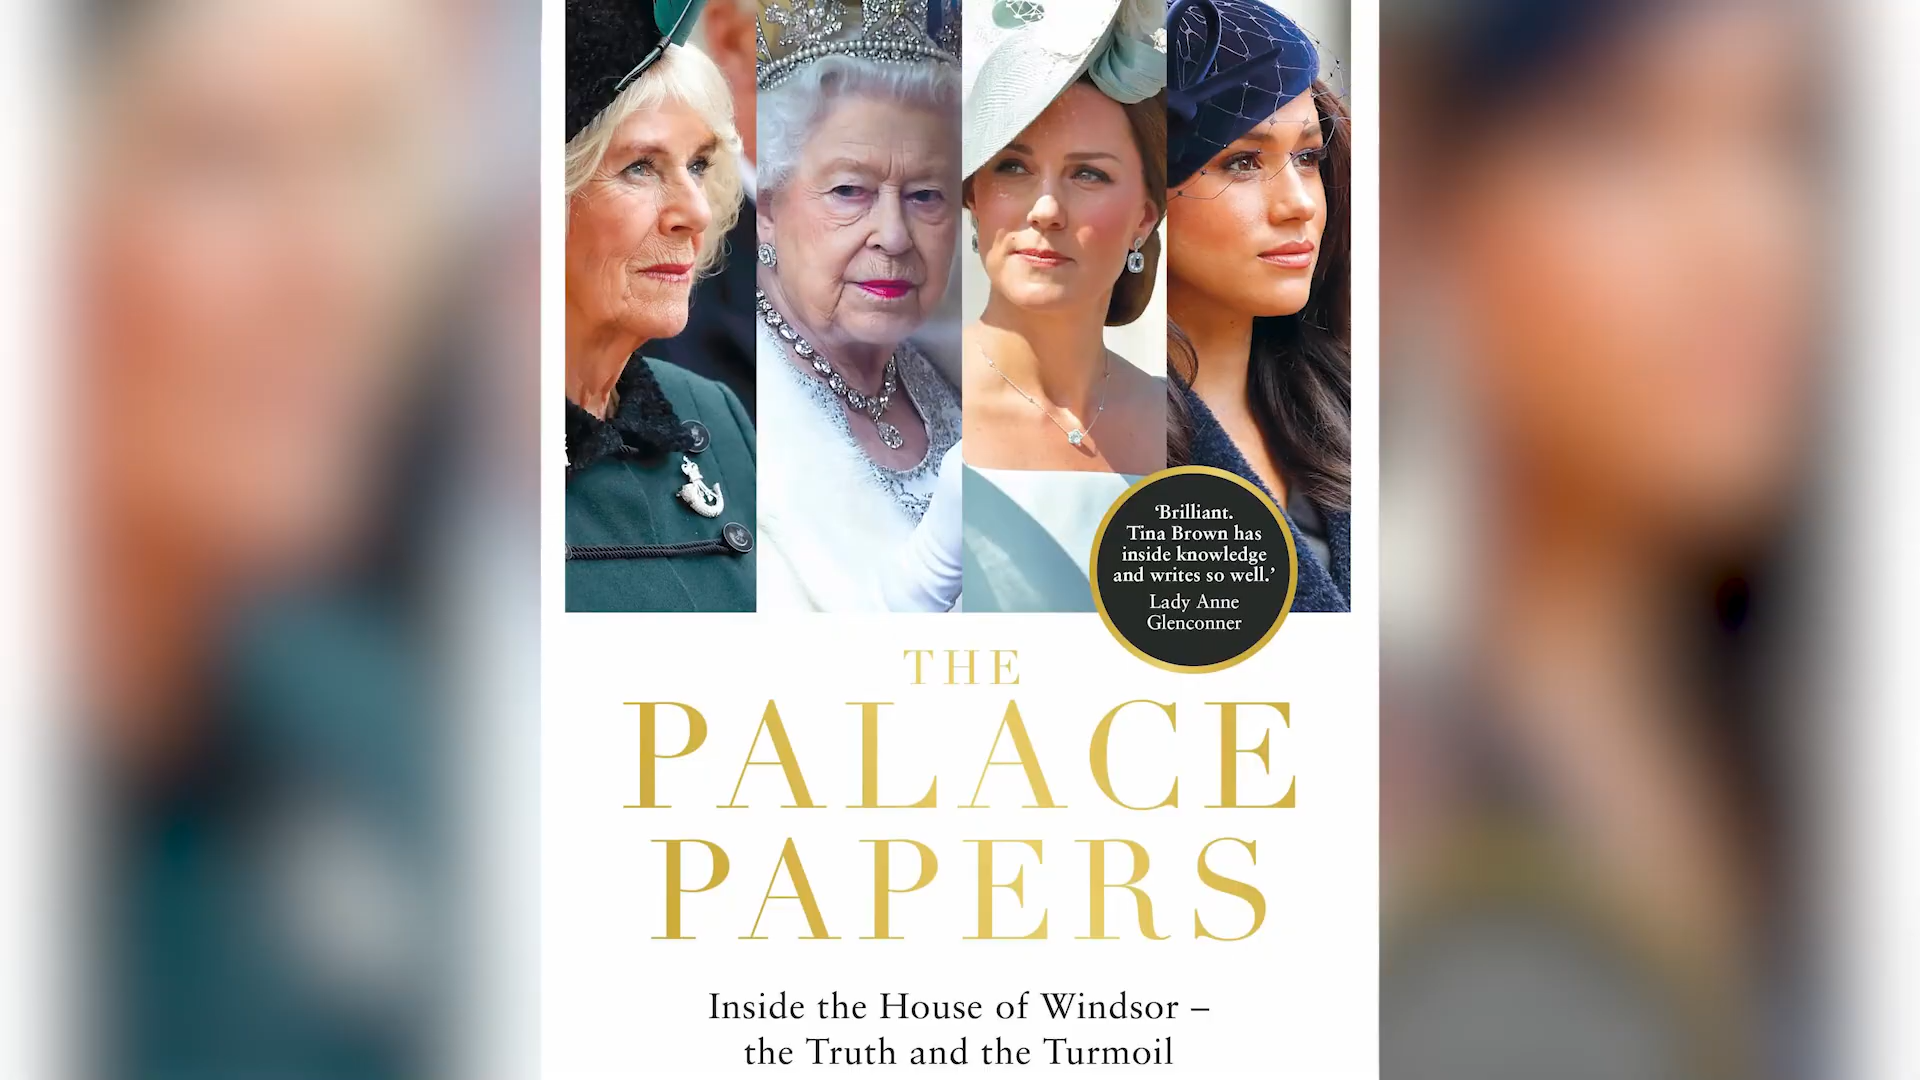 ‘Brilliant.
Tina Brown has
inside knowledge
and writes so well.’
Lady Anne
Glenconner
THE
PALACE
PAPERS
Inside the House of Windsor –
the Truth and the Turmoil